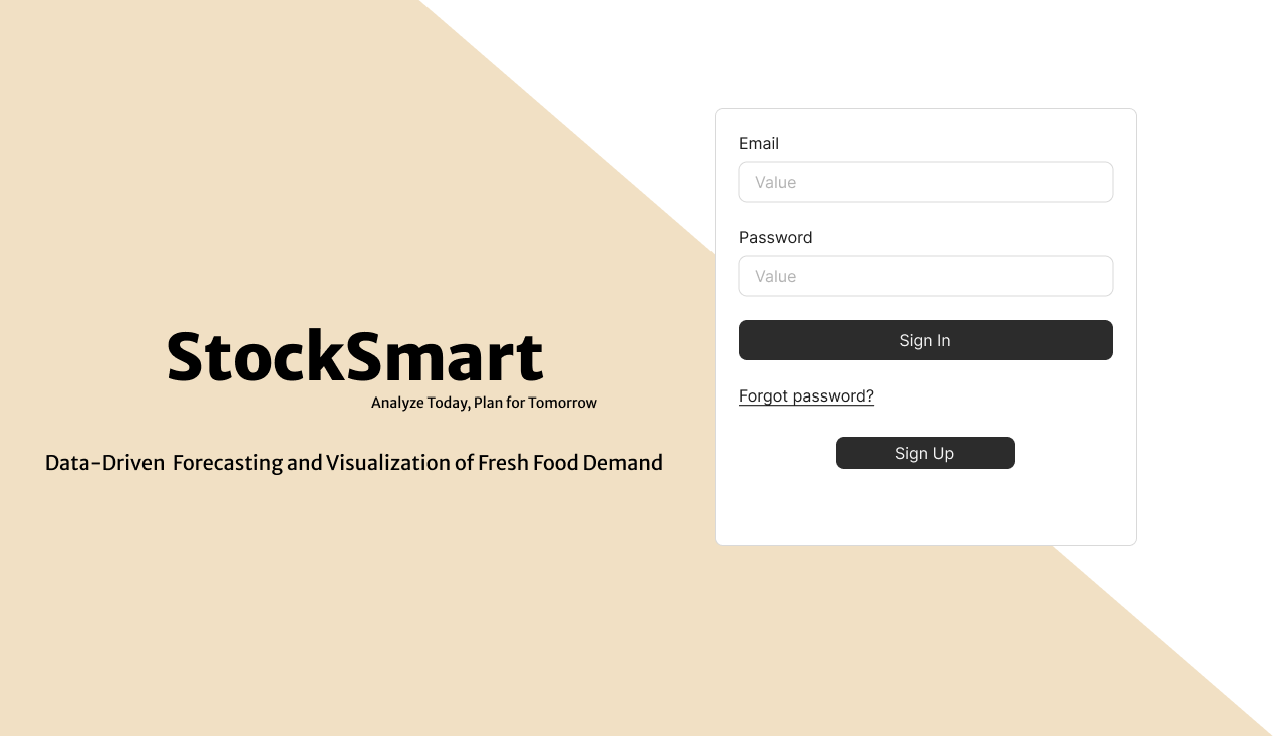 StockSmart
Analyze Today, Plan for Tomorrow
Data-Driven Forecasting and Visualization of Fresh Food Demand
Email
Value
Password
Value
Sign In
Forgot password?
Sign Up